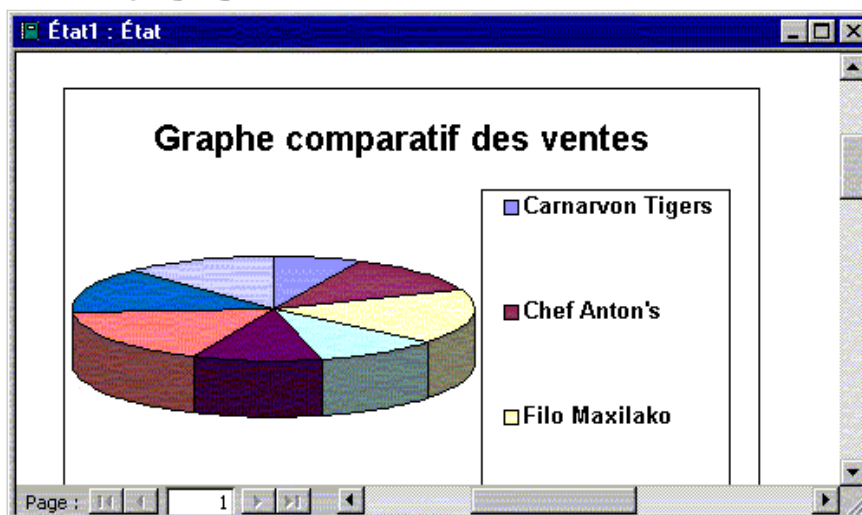 État1 : État
Graphe comparatif des ventes
Carnarvon Tigers
Chef Anton's
Filo Maxilako
Page : 1